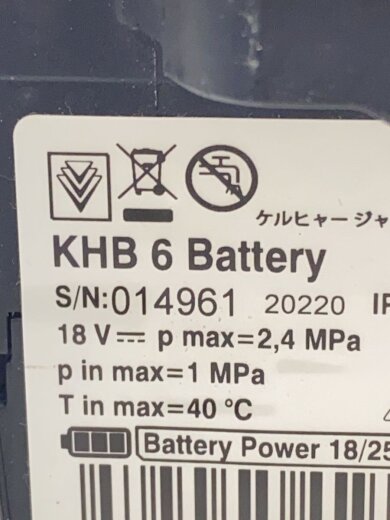 ケルヒャー ジャ
KHB 6 Battery
S/N:014961 20220 IP
18 V⎓ p max=2,4 MPa
p in max=1 MPa
T in max=40 °C
Battery Power 18/25